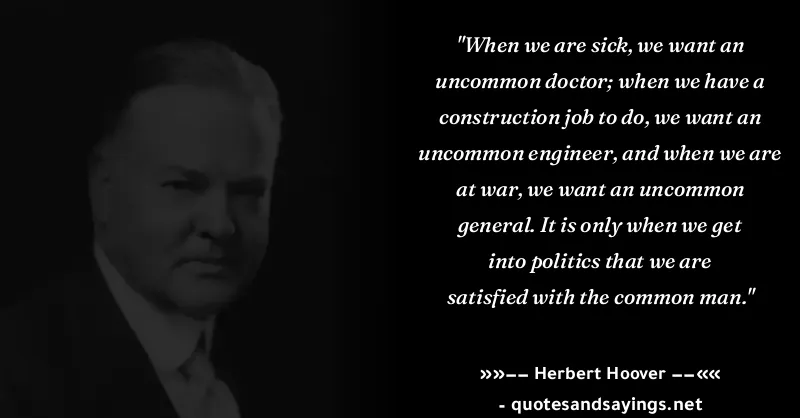 "When we are sick, we want an
uncommon doctor; when we have a
construction job to do, we want an
uncommon engineer, and when we are
at war, we want an uncommon
general. It is only when we get
into politics that we are
satisfied with the common man."
»»−− Herbert Hoover −−««
- quotesandsayings.net